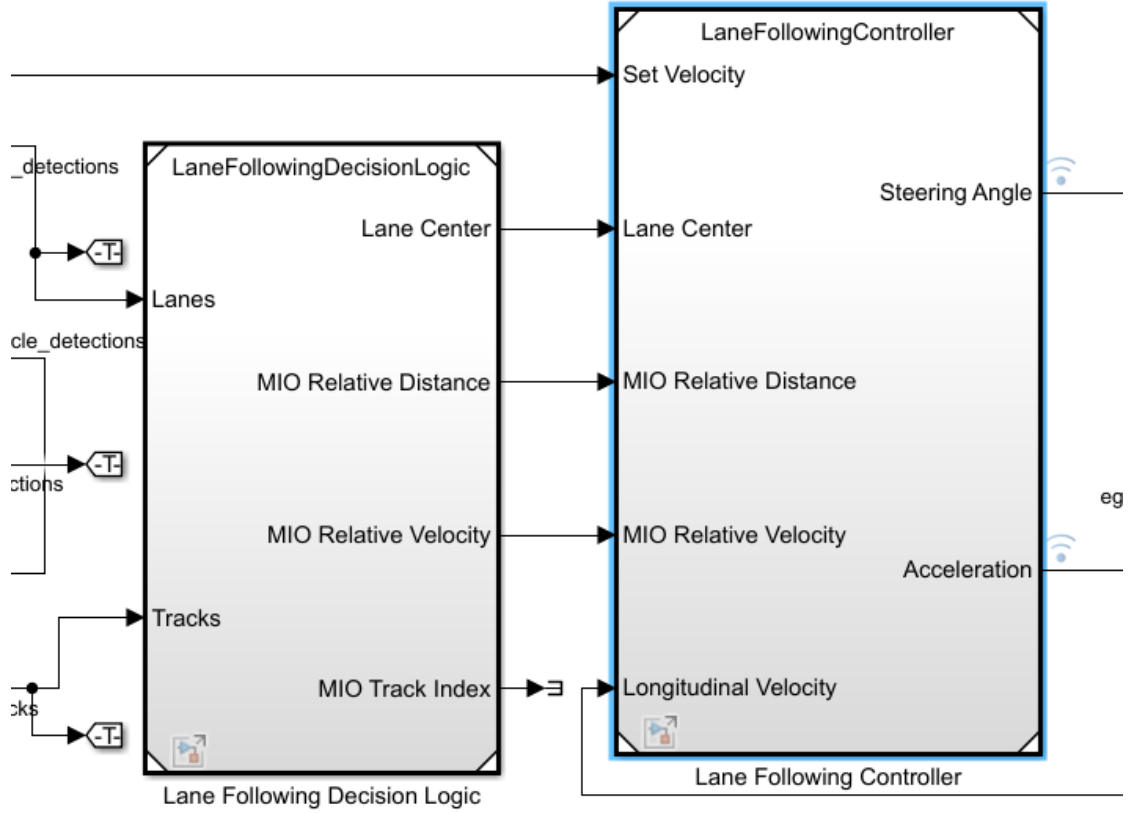 LaneFollowingController
Set Velocity
_detections
LaneFollowingDecisionLogic
Steering Angle
Lane Center
Lane Center
-T-
Lanes
cle_detections
MIO Relative Distance
MIO Relative Distance
-T-
ctions
eg
MIO Relative Velocity
MIO Relative Velocity
Acceleration
Tracks
MIO Track Index
Longitudinal Velocity
cks
-T-
Lane Following Controller
Lane Following Decision Logic